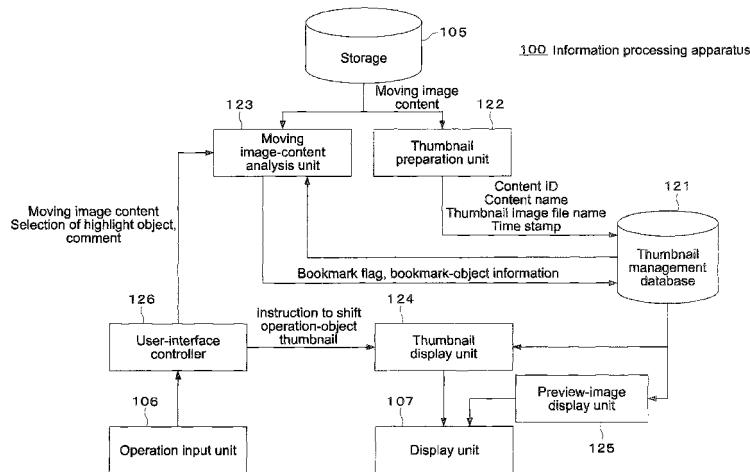 105
Storage
100 Information processing apparatus
Moving image
content
123
122
Moving
image-content
analysis unit
Thumbnail
preparation unit
Content ID
Content name
Thumbnail image file name
Time stamp
121
Moving image content
Selection of highlight object,
comment
Thumbnail
management
database
Bookmark flag, bookmark-object information
126
Instruction to shift
operation-object
thumbnail
124
User-interface
controller
Thumbnail
display unit
106
107
Preview-image
display unit
Operation input unit
Display unit
125